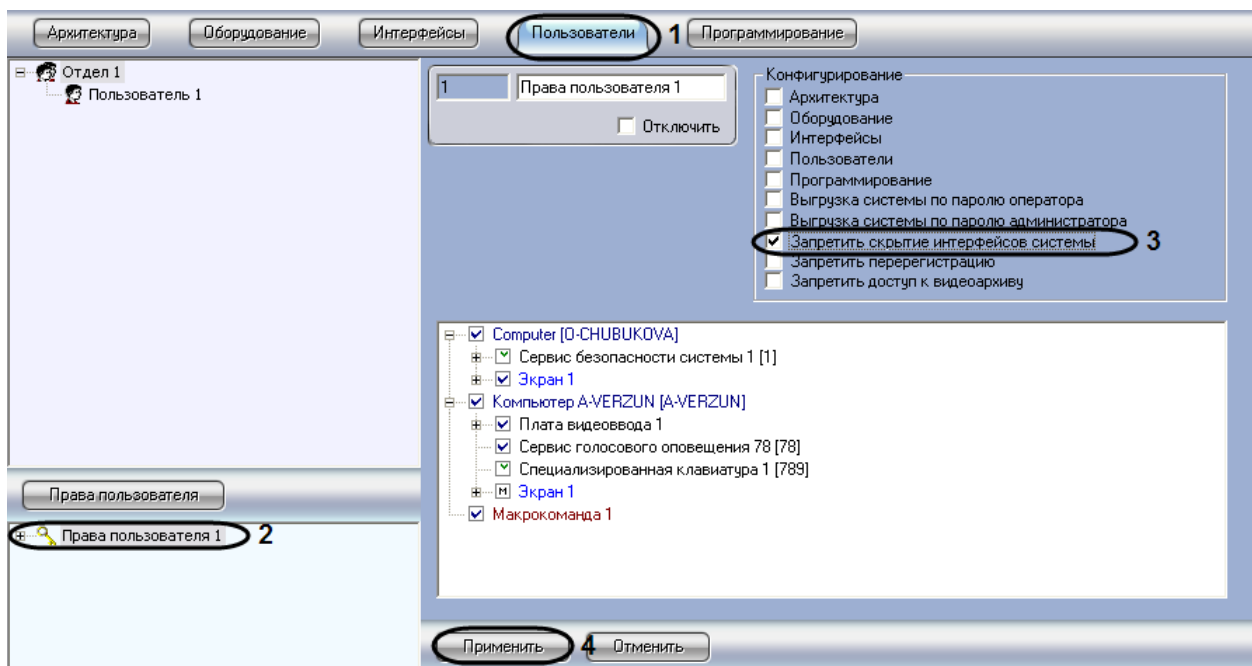 Архитектура Оборудование Интерфейсы Пользователи 1 Программирование
Отдел 1
Пользователь 1
1 Права пользователя 1
Отключить
Конфигурирование
Архитектура
Оборудование
Интерфейсы
Пользователи
Программирование
Выгрузка системы по паролю оператора
Выгрузка системы по паролю администратора
Запретить скрытие интерфейсов системы 3
Запретить перерегистрацию
Запретить доступ к видеоархиву
Computer [O-CHUBUKOVA]
Сервис безопасности системы 1 [1]
Экран 1
Компьютер A-VERZUN [A-VERZUN]
Плата видеоввода 1
Сервис голосового оповещения 78 [78]
Специализированная клавиатура 1 [789]
М Экран 1
Макрокоманда 1
Права пользователя
Права пользователя 1 2
Применить 4 Отменить